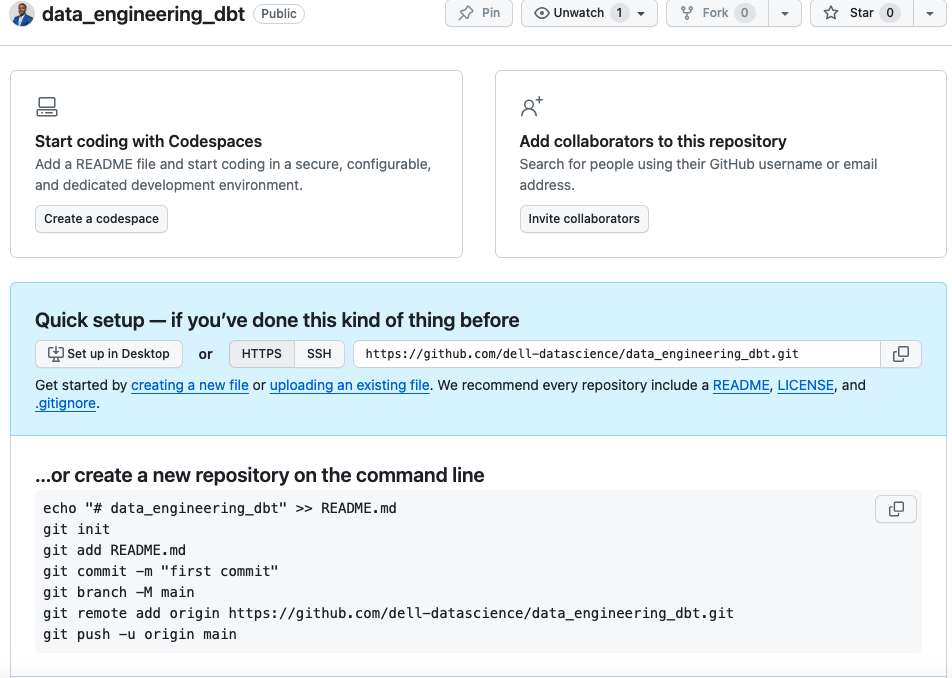 data_engineering_dbt Public Pin Unwatch 1 Fork 0 Star 0
Start coding with Codespaces
Add a README file and start coding in a secure, configurable,
and dedicated development environment.
Create a codespace
Add collaborators to this repository
Search for people using their GitHub username or email
address.
Invite collaborators
Quick setup — if you’ve done this kind of thing before
Set up in Desktop or HTTPS SSH https://github.com/dell-datascience/data_engineering_dbt.git
Get started by creating a new file or uploading an existing file. We recommend every repository include a README, LICENSE, and
.gitignore.
…or create a new repository on the command line
echo "# data_engineering_dbt" >> README.md
git init
git add README.md
git commit -m "first commit"
git branch -M main
git remote add origin https://github.com/dell-datascience/data_engineering_dbt.git
git push -u origin main